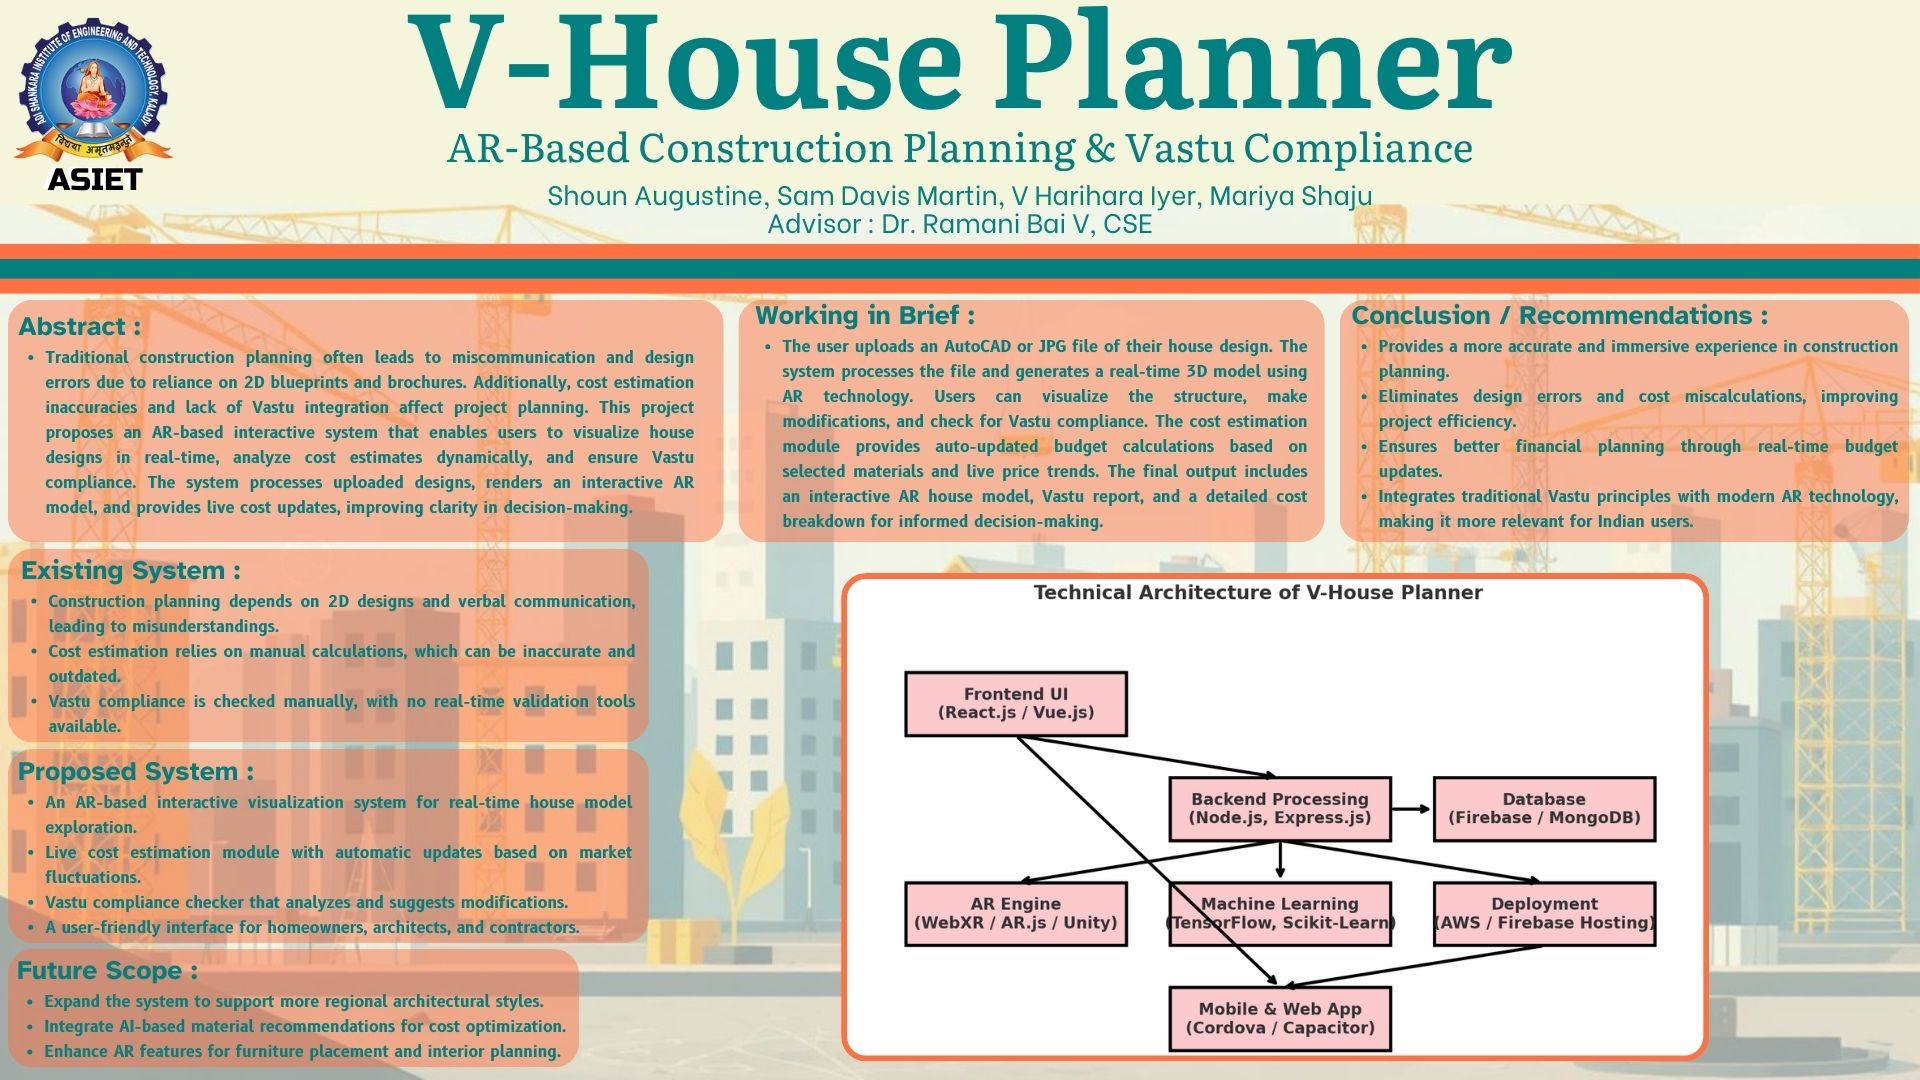 ADI SHANKARA INSTITUTE OF ENGINEERING AND TECHNOLOGY, KALADY
विद्यया अमृतमश्नुते
ASIET
V-House Planner
AR-Based Construction Planning & Vastu Compliance
Shoun Augustine, Sam Davis Martin, V Harihara Iyer, Mariya Shaju
Advisor : Dr. Ramani Bai V, CSE
Abstract :
• Traditional construction planning often leads to miscommunication and design
errors due to reliance on 2D blueprints and brochures. Additionally, cost estimation
inaccuracies and lack of Vastu integration affect project planning. This project
proposes an AR-based interactive system that enables users to visualize house
designs in real-time, analyze cost estimates dynamically, and ensure Vastu
compliance. The system processes uploaded designs, renders an interactive AR
model, and provides live cost updates, improving clarity in decision-making.
Existing System :
• Construction planning depends on 2D designs and verbal communication,
leading to misunderstandings.
• Cost estimation relies on manual calculations, which can be inaccurate and
outdated.
• Vastu compliance is checked manually, with no real-time validation tools
available.
Proposed System :
• An AR-based interactive visualization system for real-time house model
exploration.
• Live cost estimation module with automatic updates based on market
fluctuations.
• Vastu compliance checker that analyzes and suggests modifications.
• A user-friendly interface for homeowners, architects, and contractors.
Future Scope :
• Expand the system to support more regional architectural styles.
• Integrate AI-based material recommendations for cost optimization.
• Enhance AR features for furniture placement and interior planning.
Working in Brief :
• The user uploads an AutoCAD or JPG file of their house design. The
system processes the file and generates a real-time 3D model using
AR technology. Users can visualize the structure, make
modifications, and check for Vastu compliance. The cost estimation
module provides auto-updated budget calculations based on
selected materials and live price trends. The final output includes
an interactive AR house model, Vastu report, and a detailed cost
breakdown for informed decision-making.
Conclusion / Recommendations :
• Provides a more accurate and immersive experience in construction
planning.
• Eliminates design errors and cost miscalculations, improving
project efficiency.
• Ensures better financial planning through real-time budget
updates.
• Integrates traditional Vastu principles with modern AR technology,
making it more relevant for Indian users.
Technical Architecture of V-House Planner
Frontend UI
(React.js / Vue.js)
Backend Processing
(Node.js, Express.js)
Database
(Firebase / MongoDB)
AR Engine
(WebXR / AR.js / Unity)
Machine Learning
(TensorFlow, Scikit-Learn)
Deployment
(AWS / Firebase Hosting)
Mobile & Web App
(Cordova / Capacitor)